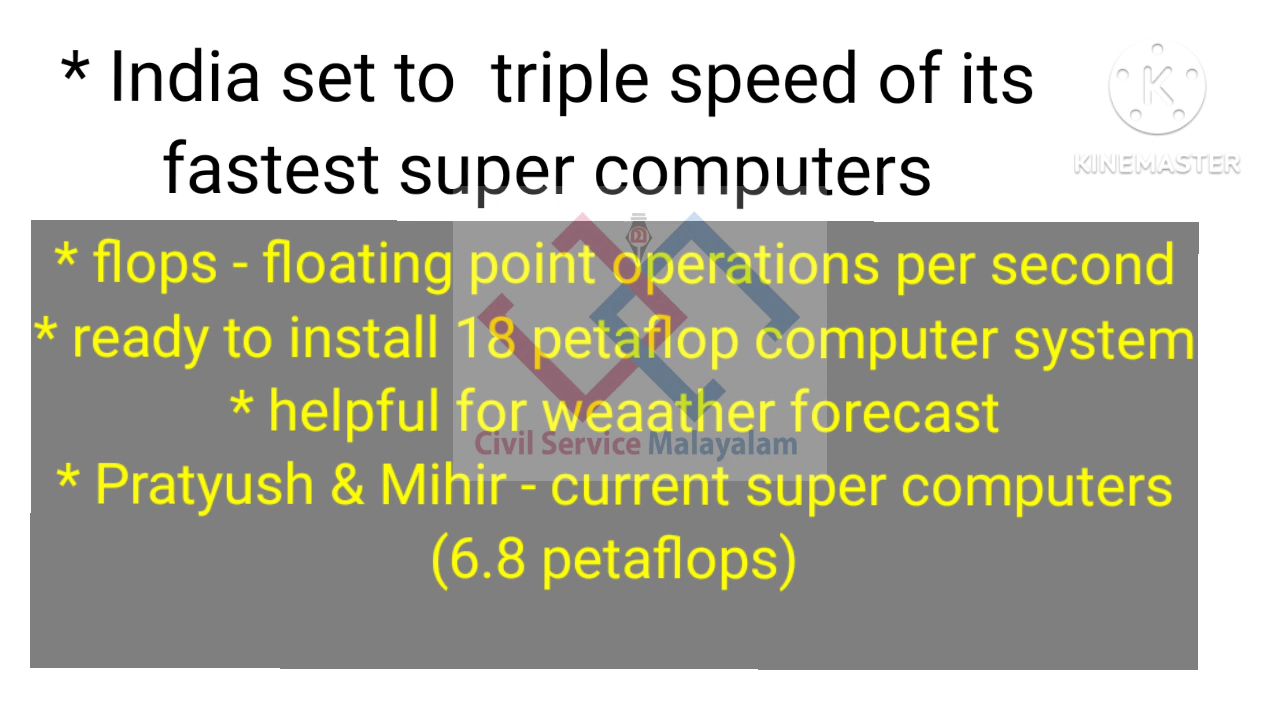 * India set to  triple speed of its
fastest super computers
KINEMASTER
* flops - floating point operations per second
* ready to install 18 petaflop computer system
* helpful for weaather forecast
Civil Service Malayalam
* Pratyush & Mihir - current super computers
(6.8 petaflops)